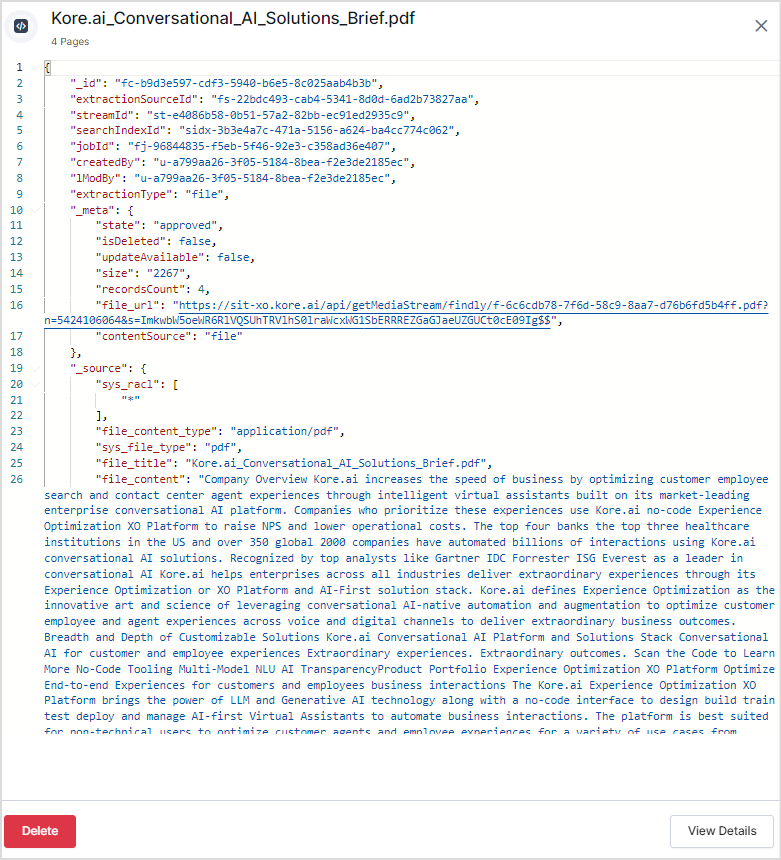 Kore.ai_Conversational_AI_Solutions_Brief.pdf
4 Pages
1 {
2 "_id": "fc-b9d3e597-cdf3-5940-b6e5-8c025aab4b3b",
3 "extractionSourceId": "fs-22bdc493-cab4-5341-8d0d-6ad2b73827aa",
4 "streamId": "st-e4086b58-0b51-57a2-82bb-ec91ed2935c9",
5 "searchIndexId": "sidx-3b3e4a7c-471a-5156-a624-ba4cc774c062",
6 "jobId": "fj-96844835-f5eb-5f46-92e3-c358ad36e407",
7 "createdBy": "u-a799aa26-3f05-5184-8bea-f2e3de2185ec",
8 "lModBy": "u-a799aa26-3f05-5184-8bea-f2e3de2185ec",
9 "extractionType": "file",
10 "_meta": {
11 "state": "approved",
12 "isDeleted": false,
13 "updateAvailable": false,
14 "size": "2267",
15 "recordsCount": 4,
16 "file_url": "https://sit-xo.kore.ai/api/getMediaStream/findly/f-6c6cdb78-7f6d-58c9-8aa7-d76b6fd5b4ff.pdf?
n=5424106064&s=ImkwbW5oeWR6RlVQSUhTRVlhS0lraWcxWGlSbERRREZGaGJaeUZGUCt0cE09Ig$$",
17 "contentSource": "file"
18 },
19 "_source": {
20 "sys_racl": [
21 "*"
22 ],
23 "file_content_type": "application/pdf",
24 "sys_file_type": "pdf",
25 "file_title": "Kore.ai_Conversational_AI_Solutions_Brief.pdf",
26 "file_content": "Company Overview Kore.ai increases the speed of business by optimizing customer employee
search and contact center agent experiences through intelligent virtual assistants built on its market-leading
enterprise conversational AI platform. Companies who prioritize these experiences use Kore.ai no-code Experience
Optimization XO Platform to raise NPS and lower operational costs. The top four banks the top three healthcare
institutions in the US and over 350 global 2000 companies have automated billions of interactions using Kore.ai
conversational AI solutions. Recognized by top analysts like Gartner IDC Forrester ISG Everest as a leader in
conversational AI Kore.ai helps enterprises across all industries deliver extraordinary experiences through its
Experience Optimization or XO Platform and AI-First solution stack. Kore.ai defines Experience Optimization as the
innovative art and science of leveraging conversational AI-native automation and augmentation to optimize customer
employee and agent experiences across voice and digital channels to deliver extraordinary business outcomes.
Breadth and Depth of Customizable Solutions Kore.ai Conversational AI Platform and Solutions Stack Conversational
AI for customer and employee experiences Extraordinary experiences. Extraordinary outcomes. Scan the Code to Learn
More No-Code Tooling Multi-Model NLU AI TransparencyProduct Portfolio Experience Optimization XO Platform Optimize
End-to-end Experiences for customers and employees business interactions The Kore.ai Experience Optimization XO
Platform brings the power of LLM and Generative AI technology along with a no-code interface to design build train
test deploy and manage AI-first Virtual Assistants to automate business interactions. The platform is best suited
for non-technical users to optimize customer agents and employee experiences for a variety of use cases from
Delete
View Details